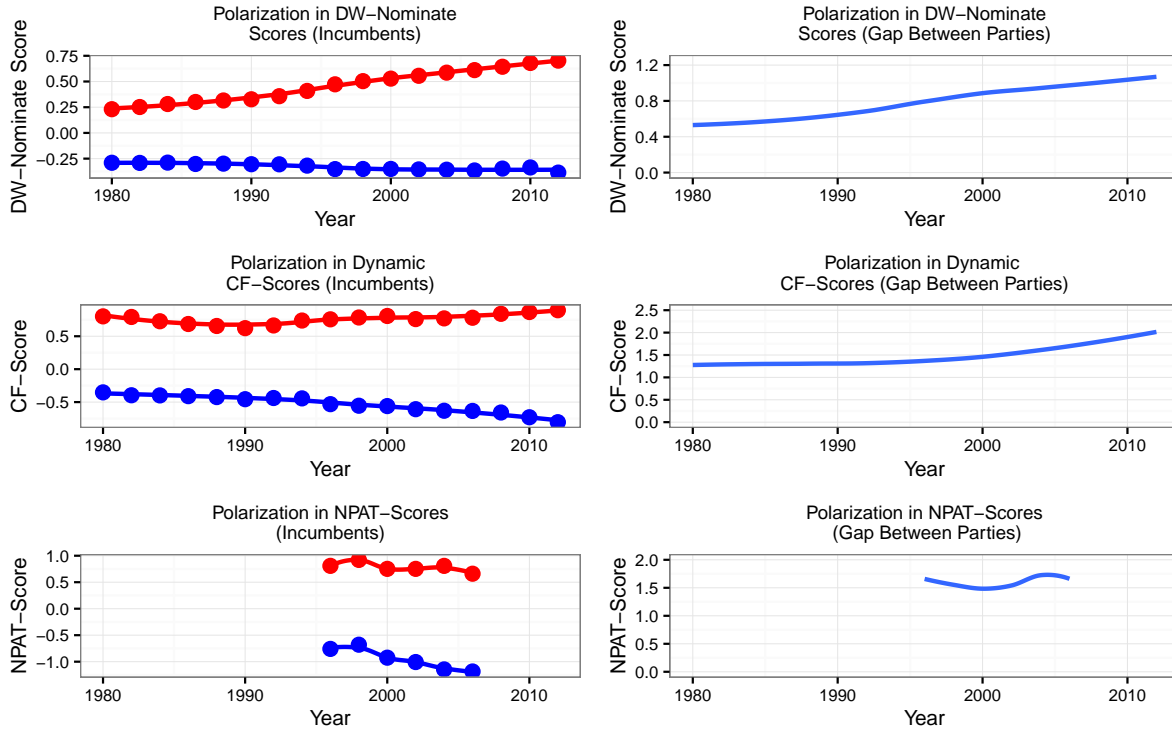 Polarization in DW−Nominate
Scores (Incumbents)
DW−Nominate Score
0.75
0.50
0.25
0.00
−0.25
1980 1990 2000 2010
Year
Polarization in DW−Nominate
Scores (Gap Between Parties)
DW−Nominate Score
1.2
0.8
0.4
0.0
1980 1990 2000 2010
Year
Polarization in Dynamic
CF−Scores (Incumbents)
CF−Score
0.5
0.0
−0.5
1980 1990 2000 2010
Year
Polarization in Dynamic
CF−Scores (Gap Between Parties)
CF−Score
2.5
2.0
1.5
1.0
0.5
0.0
1980 1990 2000 2010
Year
Polarization in NPAT−Scores
(Incumbents)
NPAT−Score
1.0
0.5
0.0
−0.5
−1.0
1980 1990 2000 2010
Year
Polarization in NPAT−Scores
(Gap Between Parties)
NPAT−Score
2.0
1.5
1.0
0.5
0.0
1980 1990 2000 2010
Year